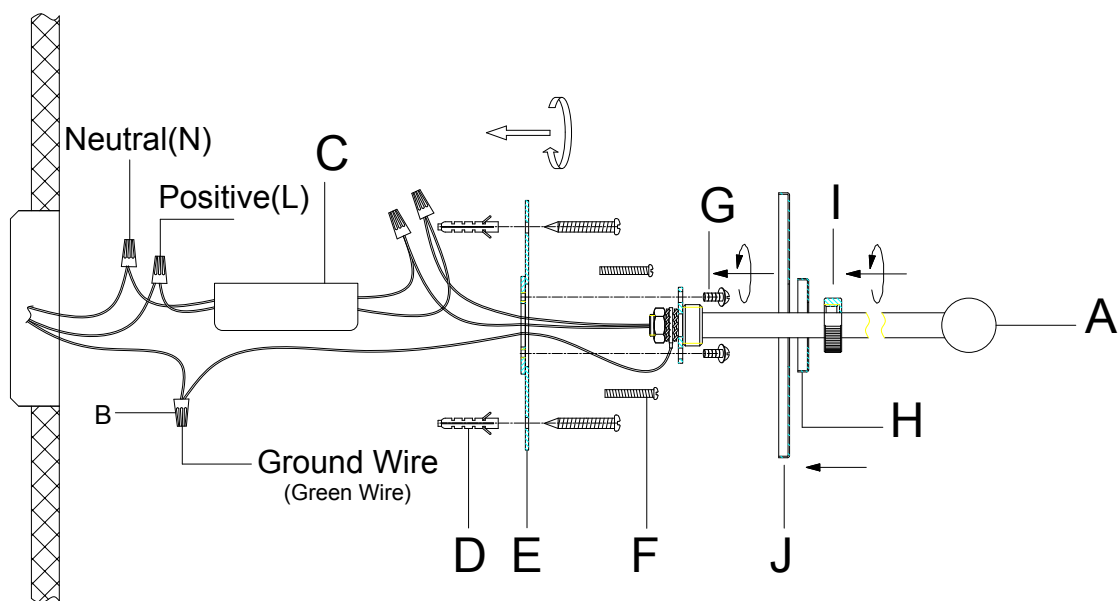 Neutral(N)
C
Positive(L)
G
I
A
B
H
Ground Wire
(Green Wire)
D
E
F
J